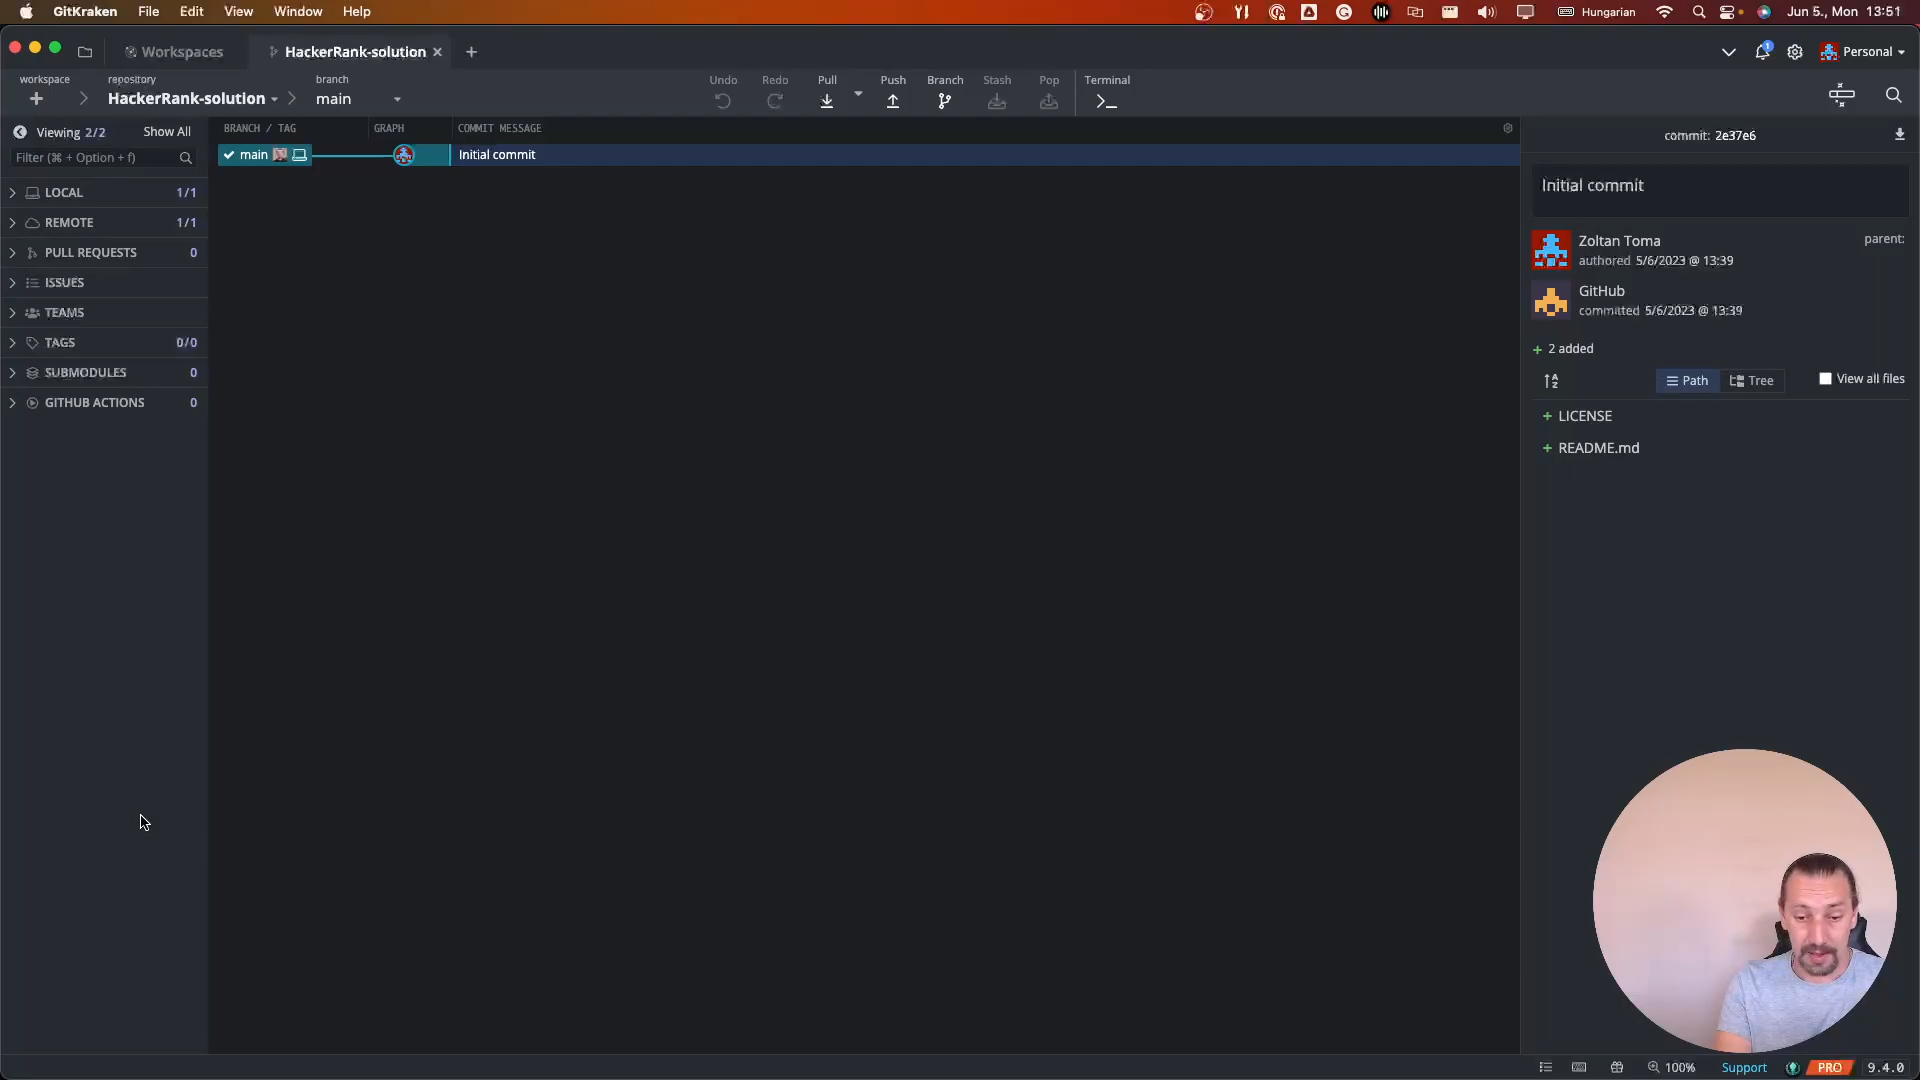 GitKraken File Edit View Window Help Hungarian Jun 5., Mon 13:51
Workspaces HackerRank-solution 1 Personal
workspace repository branch
HackerRank-solution main
Undo Redo Pull Push Branch Stash Pop Terminal
Viewing 2/2 Show All
Filter (⌘ + Option + f)
LOCAL 1/1
REMOTE 1/1
PULL REQUESTS 0
ISSUES
TEAMS
TAGS 0/0
SUBMODULES 0
GITHUB ACTIONS 0
BRANCH / TAG GRAPH COMMIT MESSAGE
main Initial commit
commit: 2e37e6
Initial commit
Zoltan Toma parent:
authored 5/6/2023 @ 13:39
GitHub
committed 5/6/2023 @ 13:39
+ 2 added
Path Tree View all files
+ LICENSE
+ README.md
100% Support PRO 9.4.0